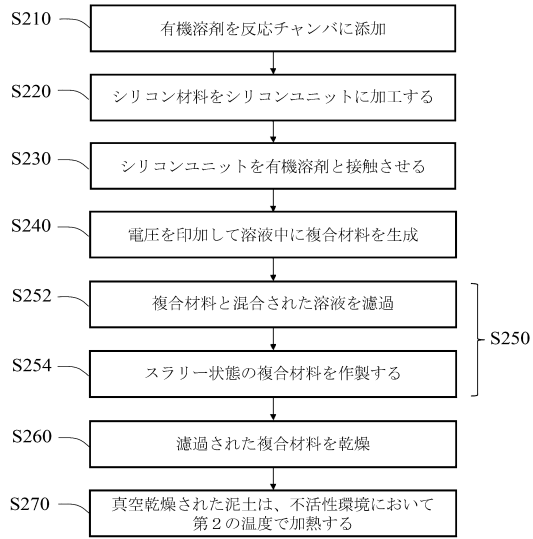 S210
有機溶剤を反応チャンバに添加
S220
シリコン材料をシリコンユニットに加工する
S230
シリコンユニットを有機溶剤と接触させる
S240
電圧を印加して溶液中に複合材料を生成
S252
複合材料と混合された溶液を濾過
S250
S254
スラリー状態の複合材料を作製する
S260
濾過された複合材料を乾燥
S270
真空乾燥された泥土は、不活性環境において
第２の温度で加熱する